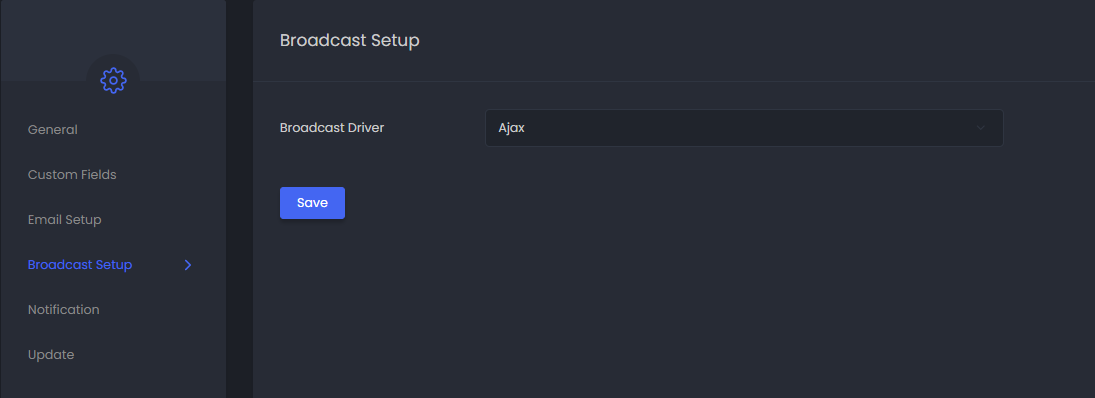 General
Custom Fields
Email Setup
Broadcast Setup
Notification
Update
Broadcast Setup
Broadcast Driver
Ajax
Save